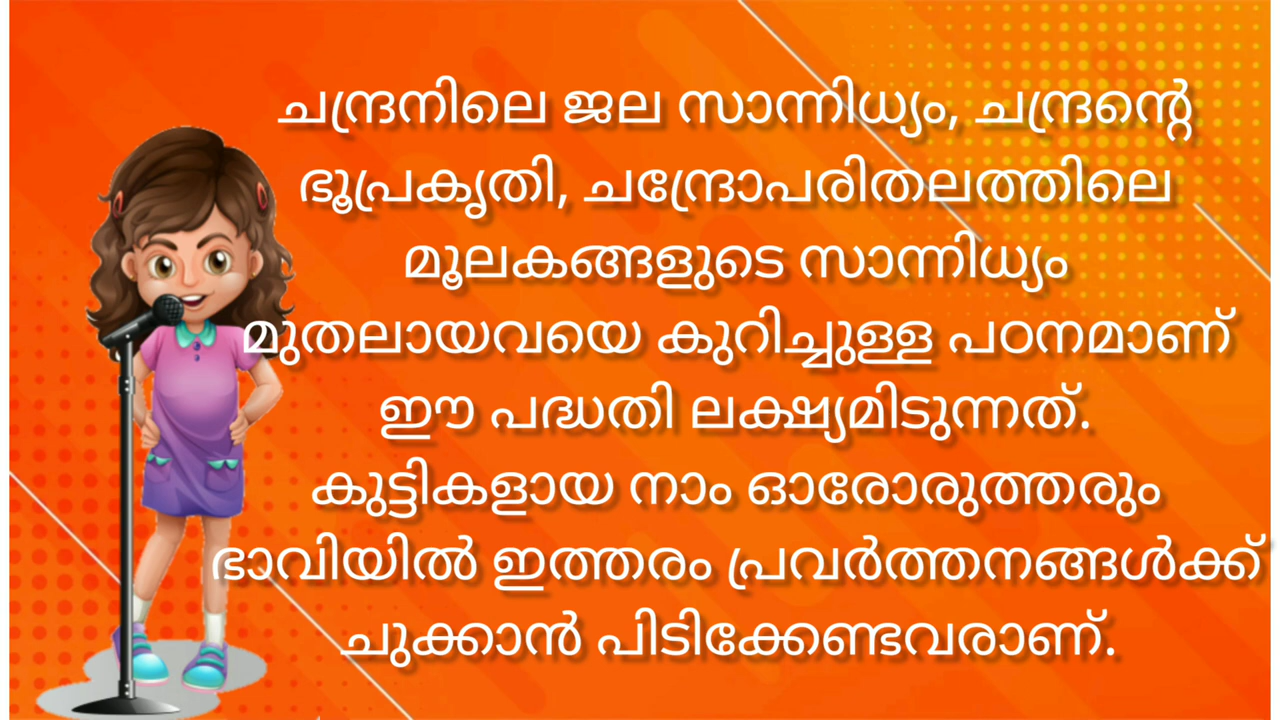 ചന്ദ്രനിലെ ജല സാന്നിധ്യം, ചന്ദ്രന്റെ
ഭൂപ്രകൃതി, ചന്ദ്രോപരിതലത്തിലെ
മൂലകങ്ങളുടെ സാന്നിധ്യം
മുതലായവയെ കുറിച്ചുള്ള പഠനമാണ്
ഈ പദ്ധതി ലക്ഷ്യമിടുന്നത്.
കുട്ടികളായ നാം ഓരോരുത്തരും
ഭാവിയിൽ ഇത്തരം പ്രവർത്തനങ്ങൾക്ക്
ചുക്കാൻ പിടിക്കേണ്ടവരാണ്.